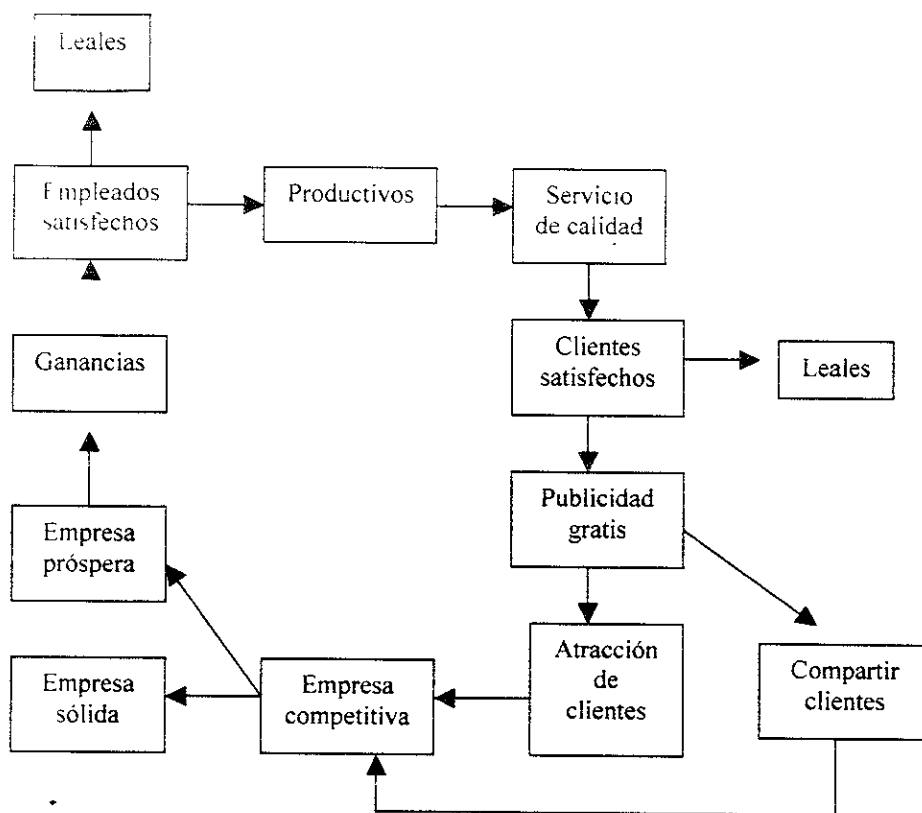 Leales
Empleados
satisfechos
Productivos
Servicio
de calidad
Ganancias
Clientes
satisfechos
Leales
Publicidad
gratis
Empresa
próspera
Atracción
de
clientes
Compartir
clientes
Empresa
sólida
Empresa
competitiva